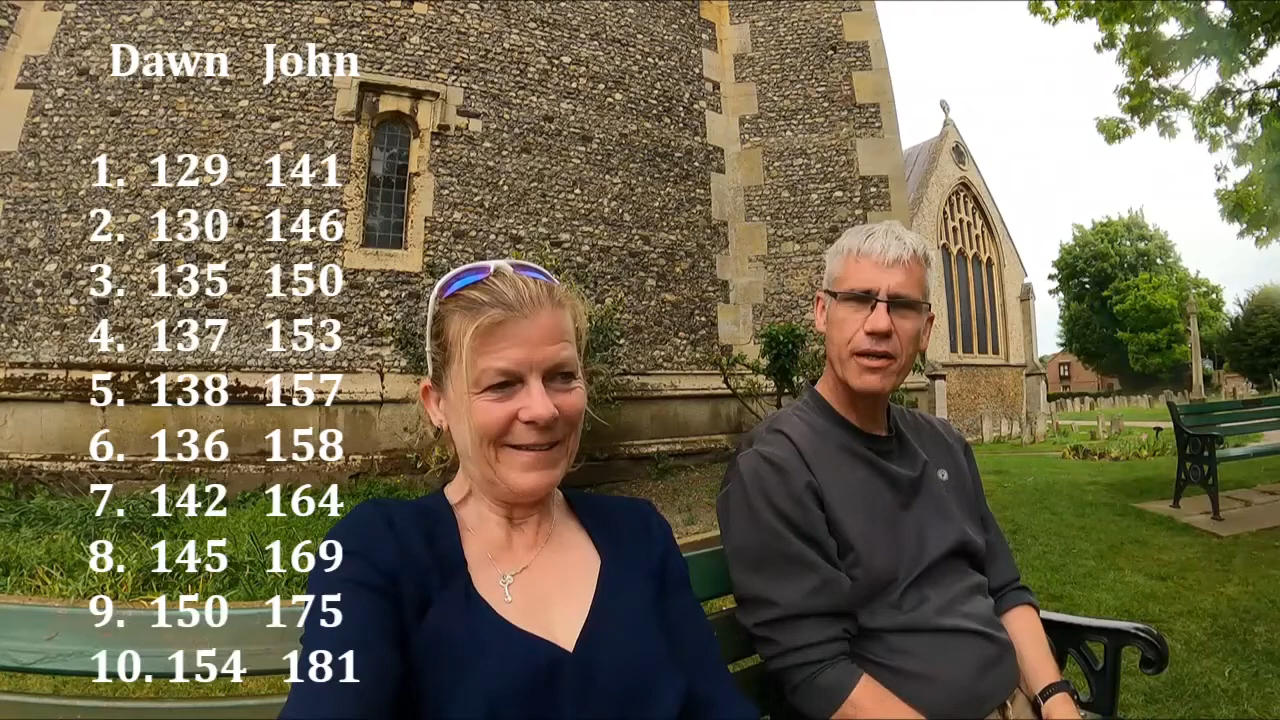 Dawn John
1. 129 141
2. 130 146
3. 135 150
4. 137 153
5. 138 157
6. 136 158
7. 142 164
8. 145 169
9. 150 175
10. 154 181